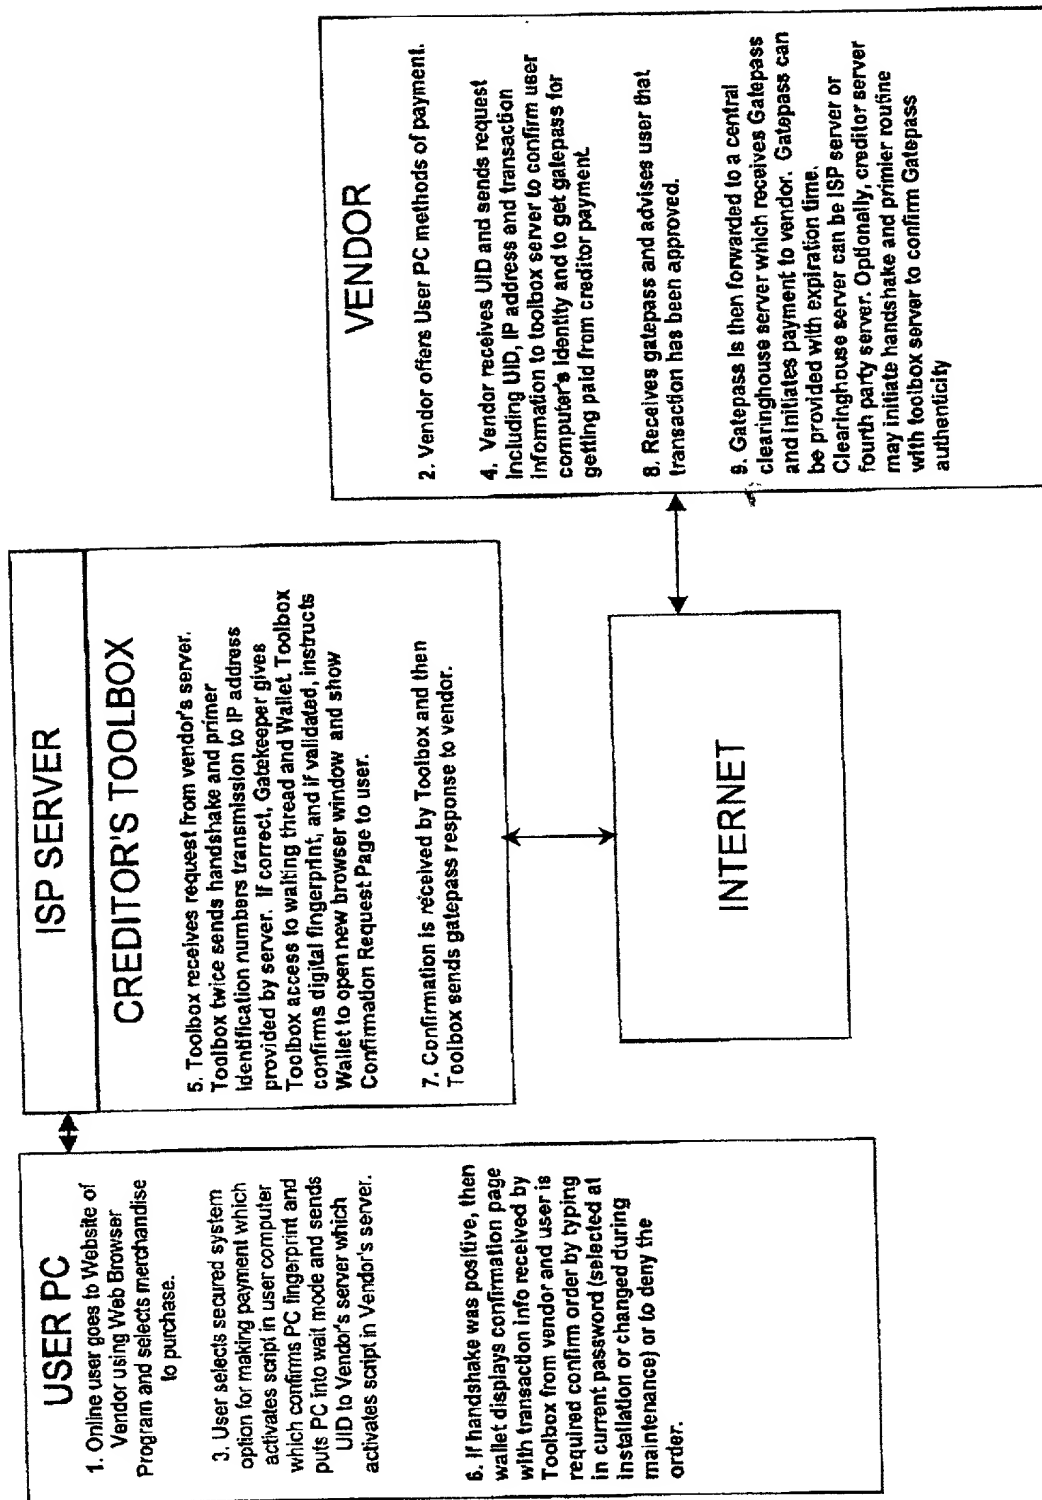 USER PC
1. Online user goes to Website of
Vendor using Web Browser
Program and selects merchandise
to purchase.
3. User selects secured system
option for making payment which
activates script in user computer
which confirms PC fingerprint and
puts PC into wait mode and sends
UID to Vendor's server which
activates script in Vendor's server.
6. If handshake was positive, then
wallet displays confirmation page
with transaction info received by
Toolbox from vendor and user is
required confirm order by typing
in current password (selected at
installation or changed during
maintenance) or to deny the
order.
ISP SERVER
CREDITOR'S TOOLBOX
5. Toolbox receives request from vendor's server.
Toolbox twice sends handshake and primer
identification numbers transmission to IP address
provided by server. If correct, Gatekeeper gives
Toolbox access to waiting thread and Wallet. Toolbox
confirms digital fingerprint, and if validated, instructs
Wallet to open new browser window and show
Confirmation Request Page to user.
7. Confirmation is received by Toolbox and then
Toolbox sends gatepass response to vendor.
INTERNET
VENDOR
2. Vendor offers User PC methods of payment.
4. Vendor receives UID and sends request
including UID, IP address and transaction
information to toolbox server to confirm user
computer's identity and to get gatepass for
getting paid from creditor payment.
8. Receives gatepass and advises user that
transaction has been approved.
9. Gatepass is then forwarded to a central
clearinghouse server which receives Gatepass
and initiates payment to vendor. Gatepass can
be provided with expiration time.
Clearinghouse server can be ISP server or
fourth party server. Optionally, creditor server
may initiate handshake and primier routine
with toolbox server to confirm Gatepass
authenticity